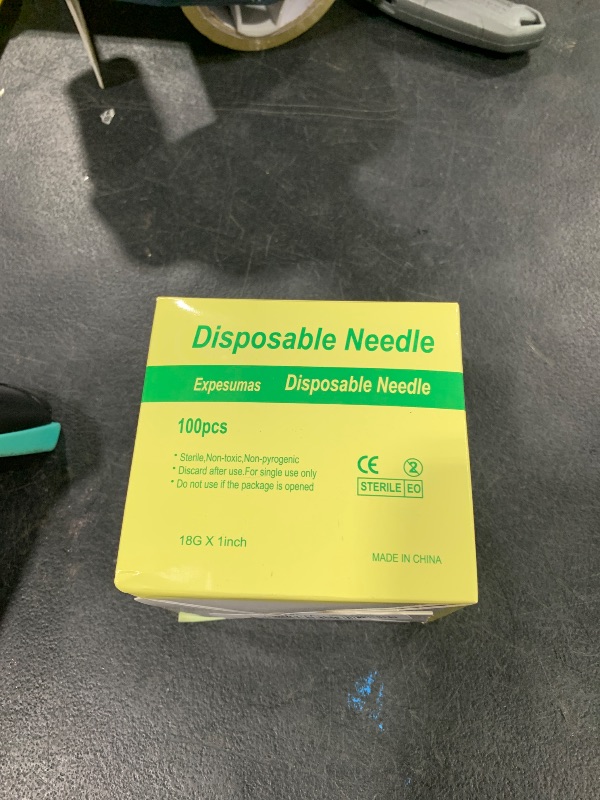 Disposable Needle
Expesumas Disposable Needle
100pcs
* Sterile,Non-toxic,Non-pyrogenic
* Discard after use.For single use only
* Do not use if the package is opened
CE 2
STERILE EO
18G X 1inch
MADE IN CHINA